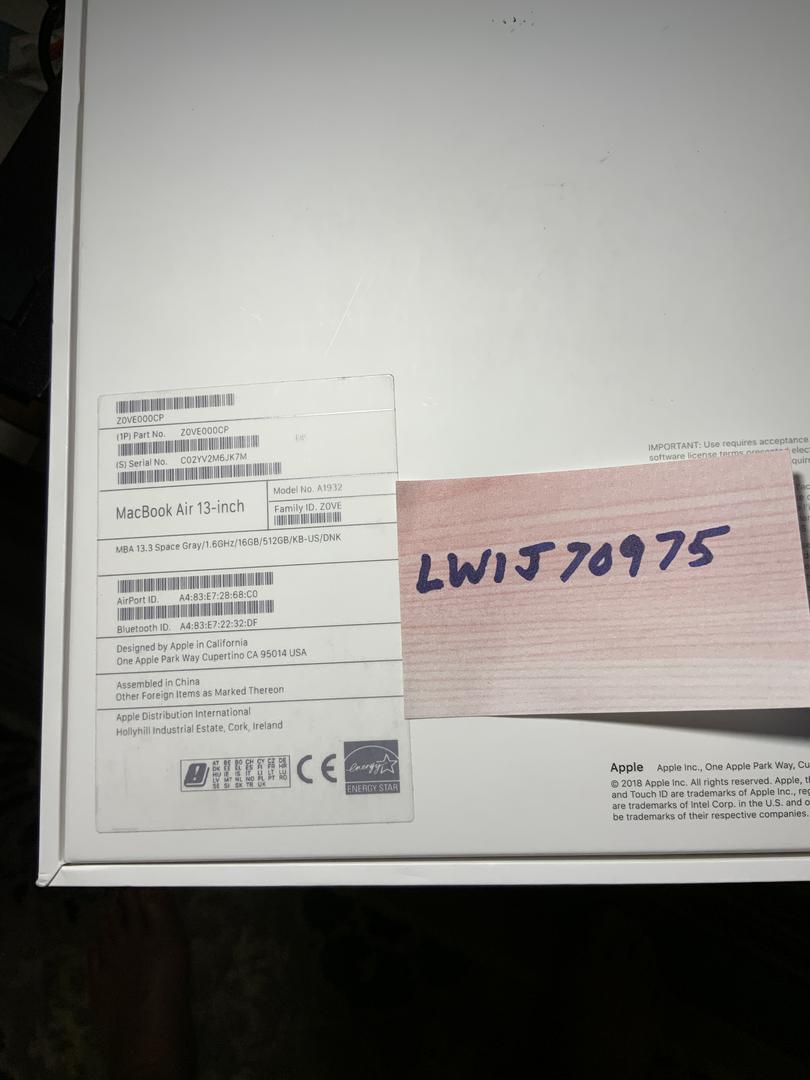 Z0VE000CP
(1P) Part No. Z0VE000CP
(S) Serial No. C02YV2M6JK7M
MacBook Air 13-inch
Model No. A1932
Family ID. Z0VE
MBA 13.3 Space Gray/1.6GHz/16GB/512GB/KB-US/DNK
AirPort ID. A4:83:E7:28:68:C0
Bluetooth ID. A4:83:E7:22:32:DF
Designed by Apple in California
One Apple Park Way Cupertino CA 95014 USA
Assembled in China
Other Foreign Items as Marked Thereon
Apple Distribution International
Hollyhill Industrial Estate, Cork, Ireland
CE
energy
ENERGY STAR
IMPORTANT: Use requires acceptance
software license terms
LW1J70975
Apple Apple Inc., One Apple Park Way, Cu
© 2018 Apple Inc. All rights reserved. Apple, t
and Touch ID are trademarks of Apple Inc., reg
are trademarks of Intel Corp. in the U.S. and o
be trademarks of their respective companies.